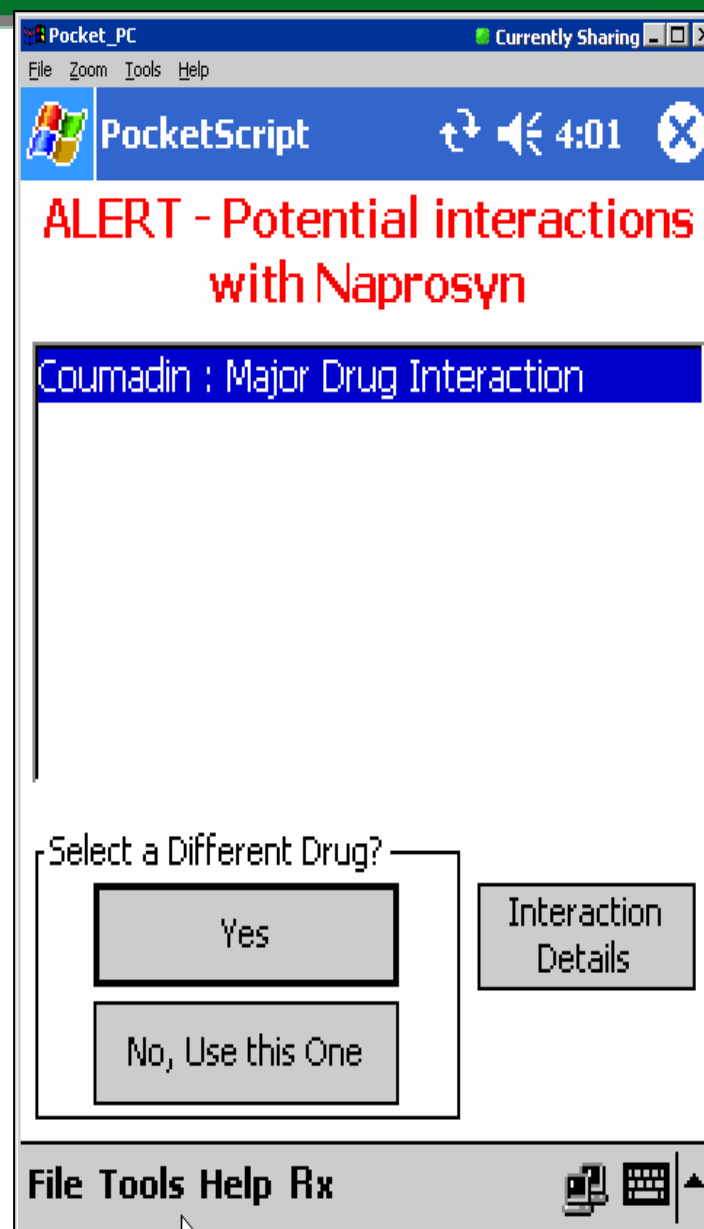 Pocket_PC Currently Sharing
File Zoom Tools Help
PocketScript 4:01
ALERT - Potential interactions
with Naprosyn
Coumadin : Major Drug Interaction
Select a Different Drug?
Yes
Interaction
Details
No, Use this One
File Tools Help Rx